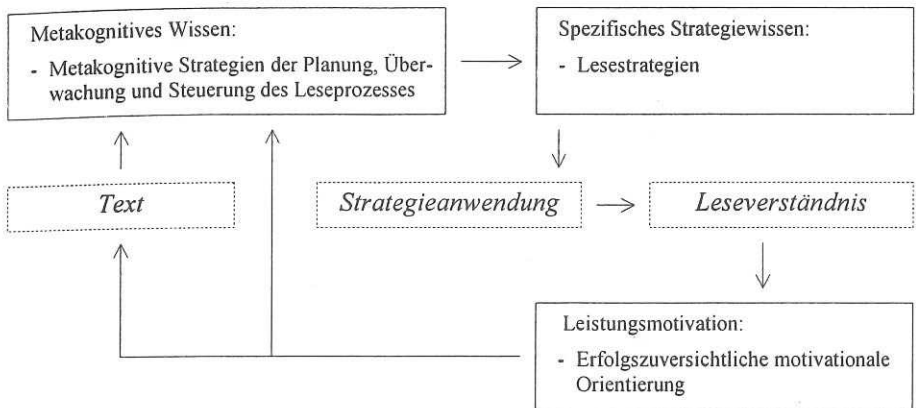 Metakognitives Wissen:
- Metakognitive Strategien der Planung, Über-
wachung und Steuerung des Leseprozesses
Spezifisches Strategiewissen:
- Lesestrategien
Text
Strategieanwendung
Leseverständnis
Leistungsmotivation:
- Erfolgszuversichtliche motivationale
Orientierung